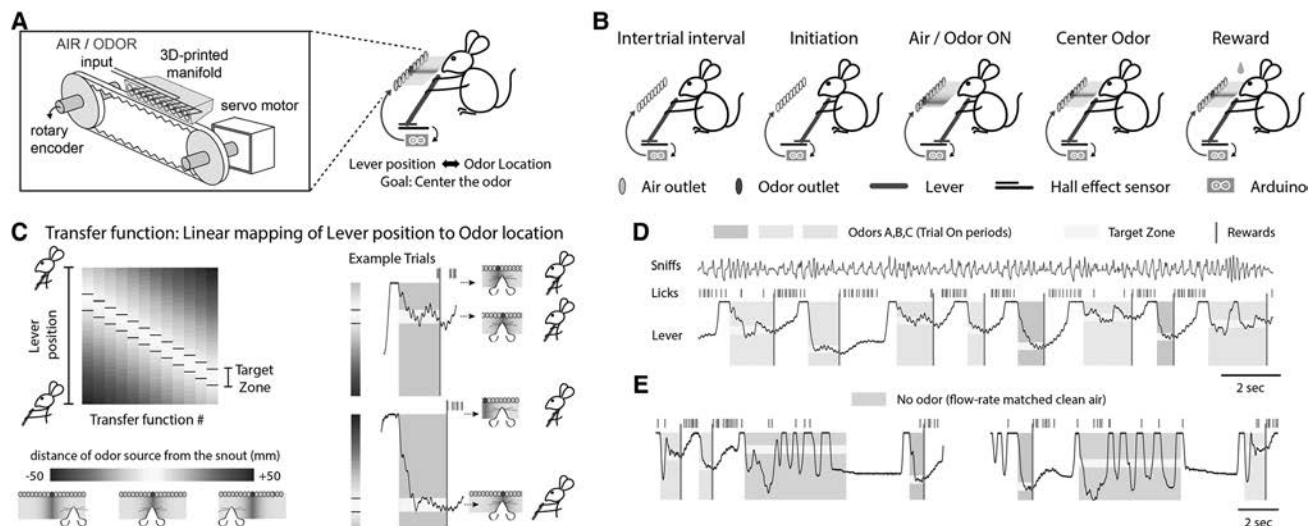 A
AIR / ODOR
input
3D-printed
manifold
servo motor
rotary
encoder
Lever position ⬌ Odor Location
Goal: Center the odor
B
Intertrial interval
Initiation
Air / Odor ON
Center Odor
Reward
Air outlet
Odor outlet
Lever
Hall effect sensor
Arduino
C Transfer function: Linear mapping of Lever position to Odor location
Lever
position
Target
Zone
Transfer function #
distance of odor source from the snout (mm)
-50
+50
Example Trials
D
Odors A,B,C (Trial On periods)
Target Zone
Rewards
Sniffs
Licks
Lever
2 sec
E
No odor (flow-rate matched clean air)
2 sec